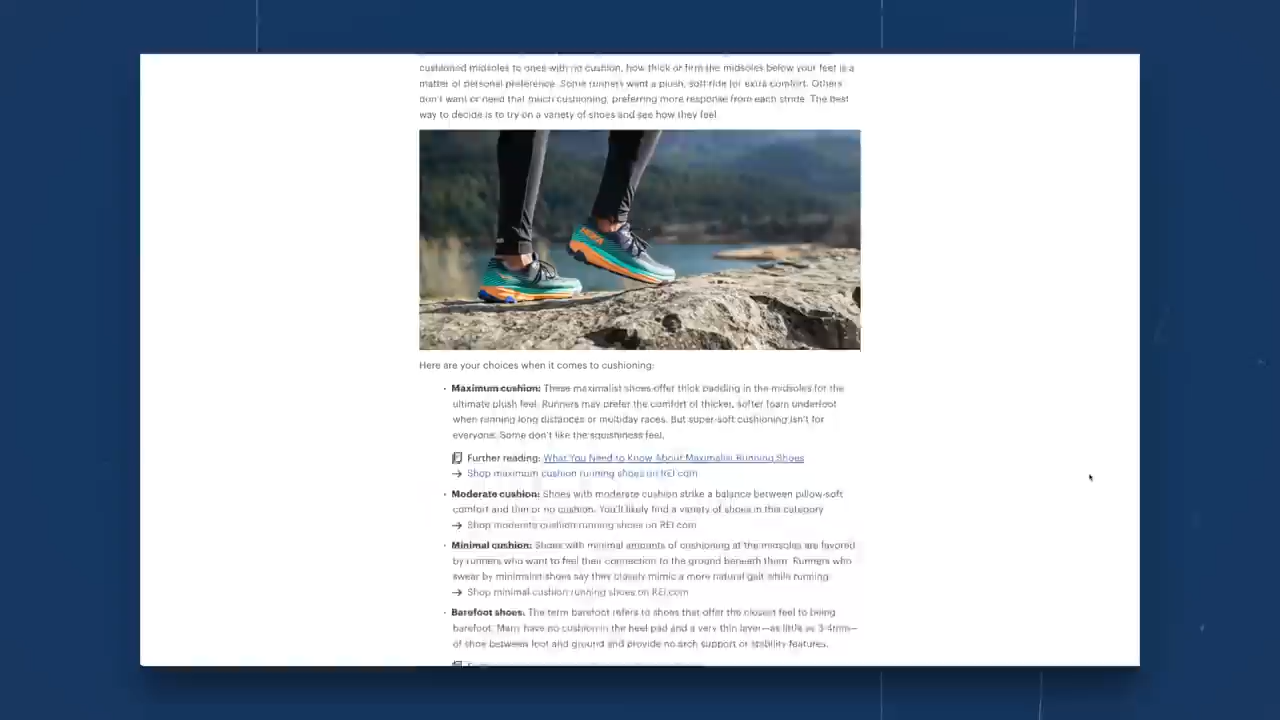 cushioned midsoles to ones with no cushion, how thick or firm the midsoles below your feet is a
matter of personal preference. Some runners want a plush, soft ride for extra comfort. Others
don't want or need that much cushioning, preferring more response from each stride. The best
way to decide is to try on a variety of shoes and see how they feel
HOKA
Here are your choices when it comes to cushioning:
· Maximum cushion: These maximalist shoes offer thick padding in the midsoles for the
ultimate plush feel. Runners may prefer the comfort of thicker, softer foam underfoot
when running long distances or multiday races. But super-soft cushioning isn't for
everyone. Some don't like the squishiness feel.
Further reading: What You Need to Know About Maximalist Running Shoes
→ Shop maximum cushion running shoes on REI.com
· Moderate cushion: Shoes with moderate cushion strike a balance between pillow-soft
comfort and thin or no cushion. You'll likely find a variety of shoes in this category
→ Shop moderate cushion running shoes on REI.com
· Minimal cushion: Shoes with minimal amounts of cushioning at the midsoles are favored
by runners who want to feel their connection to the ground beneath them. Runners who
swear by minimalist shoes say they closely mimic a more natural gait while running
→ Shop minimal cushion running shoes on REI.com
· Barefoot shoes. The term barefoot refers to shoes that offer the closest feel to being
barefoot. Many have no cushion in the heel pad and a very thin layer—as little as 3-4mm—
of shoe between foot and ground and provide no arch support or stability features.